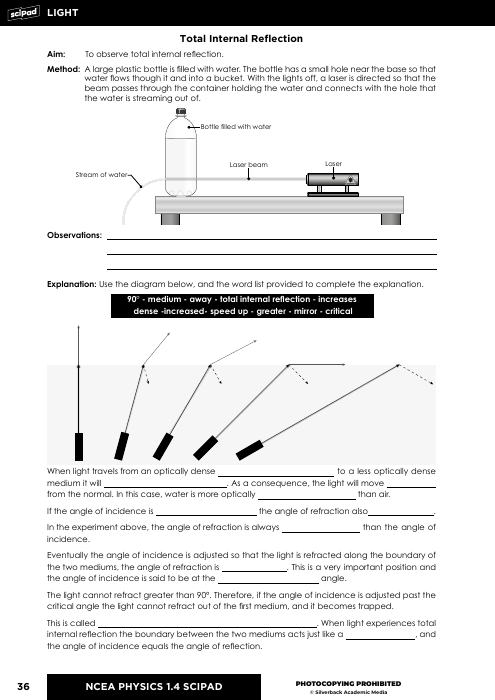 scipad LIGHT
Total Internal Reflection
Aim: To observe total internal reflection.
Method: A large plastic bottle is filled with water. The bottle has a small hole near the base so that
water flows though it and into a bucket. With the lights off, a laser is directed so that the
beam passes through the container holding the water and connects with the hole that
the water is streaming out of.
Bottle filled with water
Laser beam
Laser
Stream of water
Observations:
Explanation: Use the diagram below, and the word list provided to complete the explanation.
90° - medium - away - total internal reflection - increases
dense -increased- speed up - greater - mirror - critical
When light travels from an optically dense ____ to a less optically dense
medium it will ____. As a consequence, the light will move ____
from the normal. In this case, water is more optically ____ than air.
If the angle of incidence is ____ the angle of refraction also____.
In the experiment above, the angle of refraction is always ____ than the angle of
incidence.
Eventually the angle of incidence is adjusted so that the light is refracted along the boundary of
the two mediums, the angle of refraction is ____. This is a very important position and
the angle of incidence is said to be at the ____ angle.
The light cannot refract greater than 90°. Therefore, if the angle of incidence is adjusted past the
critical angle the light cannot refract out of the first medium, and it becomes trapped.
This is called ____. When light experiences total
internal reflection the boundary between the two mediums acts just like a ____, and
the angle of incidence equals the angle of reflection.
36 NCEA PHYSICS 1.4 SCIPAD PHOTOCOPYING PROHIBITED
© Silverback Academic Media